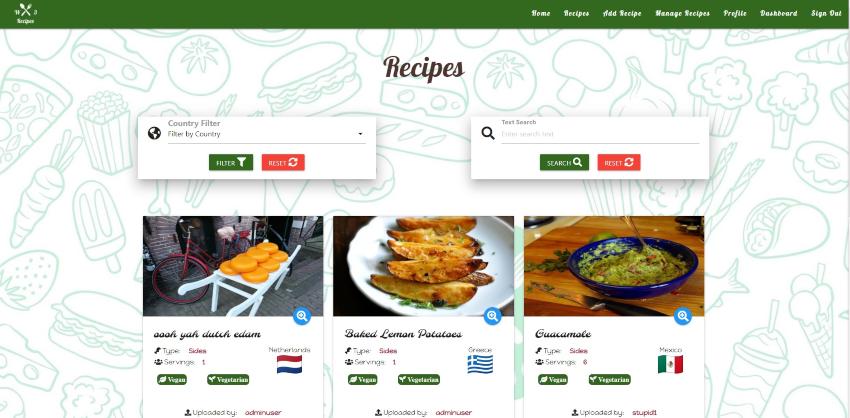 W S
Recipes
Home Recipes Add Recipe Manage Recipes Profile Dashboard Sign Out
Recipes
Country Filter
Filter by Country
FILTER RESET
Text Search
Enter search text
SEARCH RESET
oooh yah dutch edam
Type: Sides
Servings: 1
Netherlands
Vegan Vegetarian
Uploaded by: adminuser
Baked Lemon Potatoes
Type: Sides
Servings: 1
Greece
Vegan Vegetarian
Uploaded by: adminuser
Guacamole
Type: Sides
Servings: 6
Mexico
Vegan Vegetarian
Uploaded by: stupid1